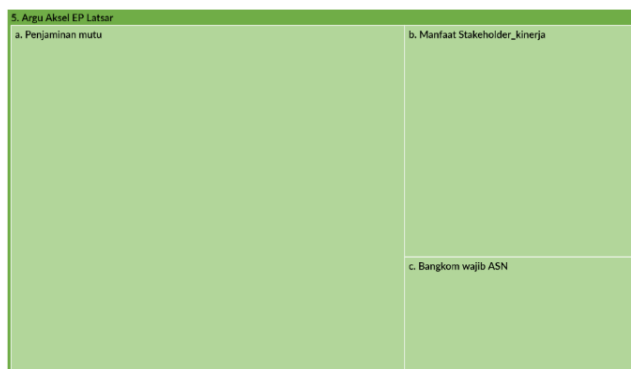 5. Argu Aksel EP Latsar
a. Penjaminan mutu
b. Manfaat Stakeholder_kinerja
c. Bangkom wajib ASN